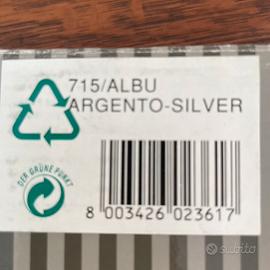 715/ALBU
ARGENTO-SILVER
DER GRÜNE PUNKT
8 003426 023617
subito